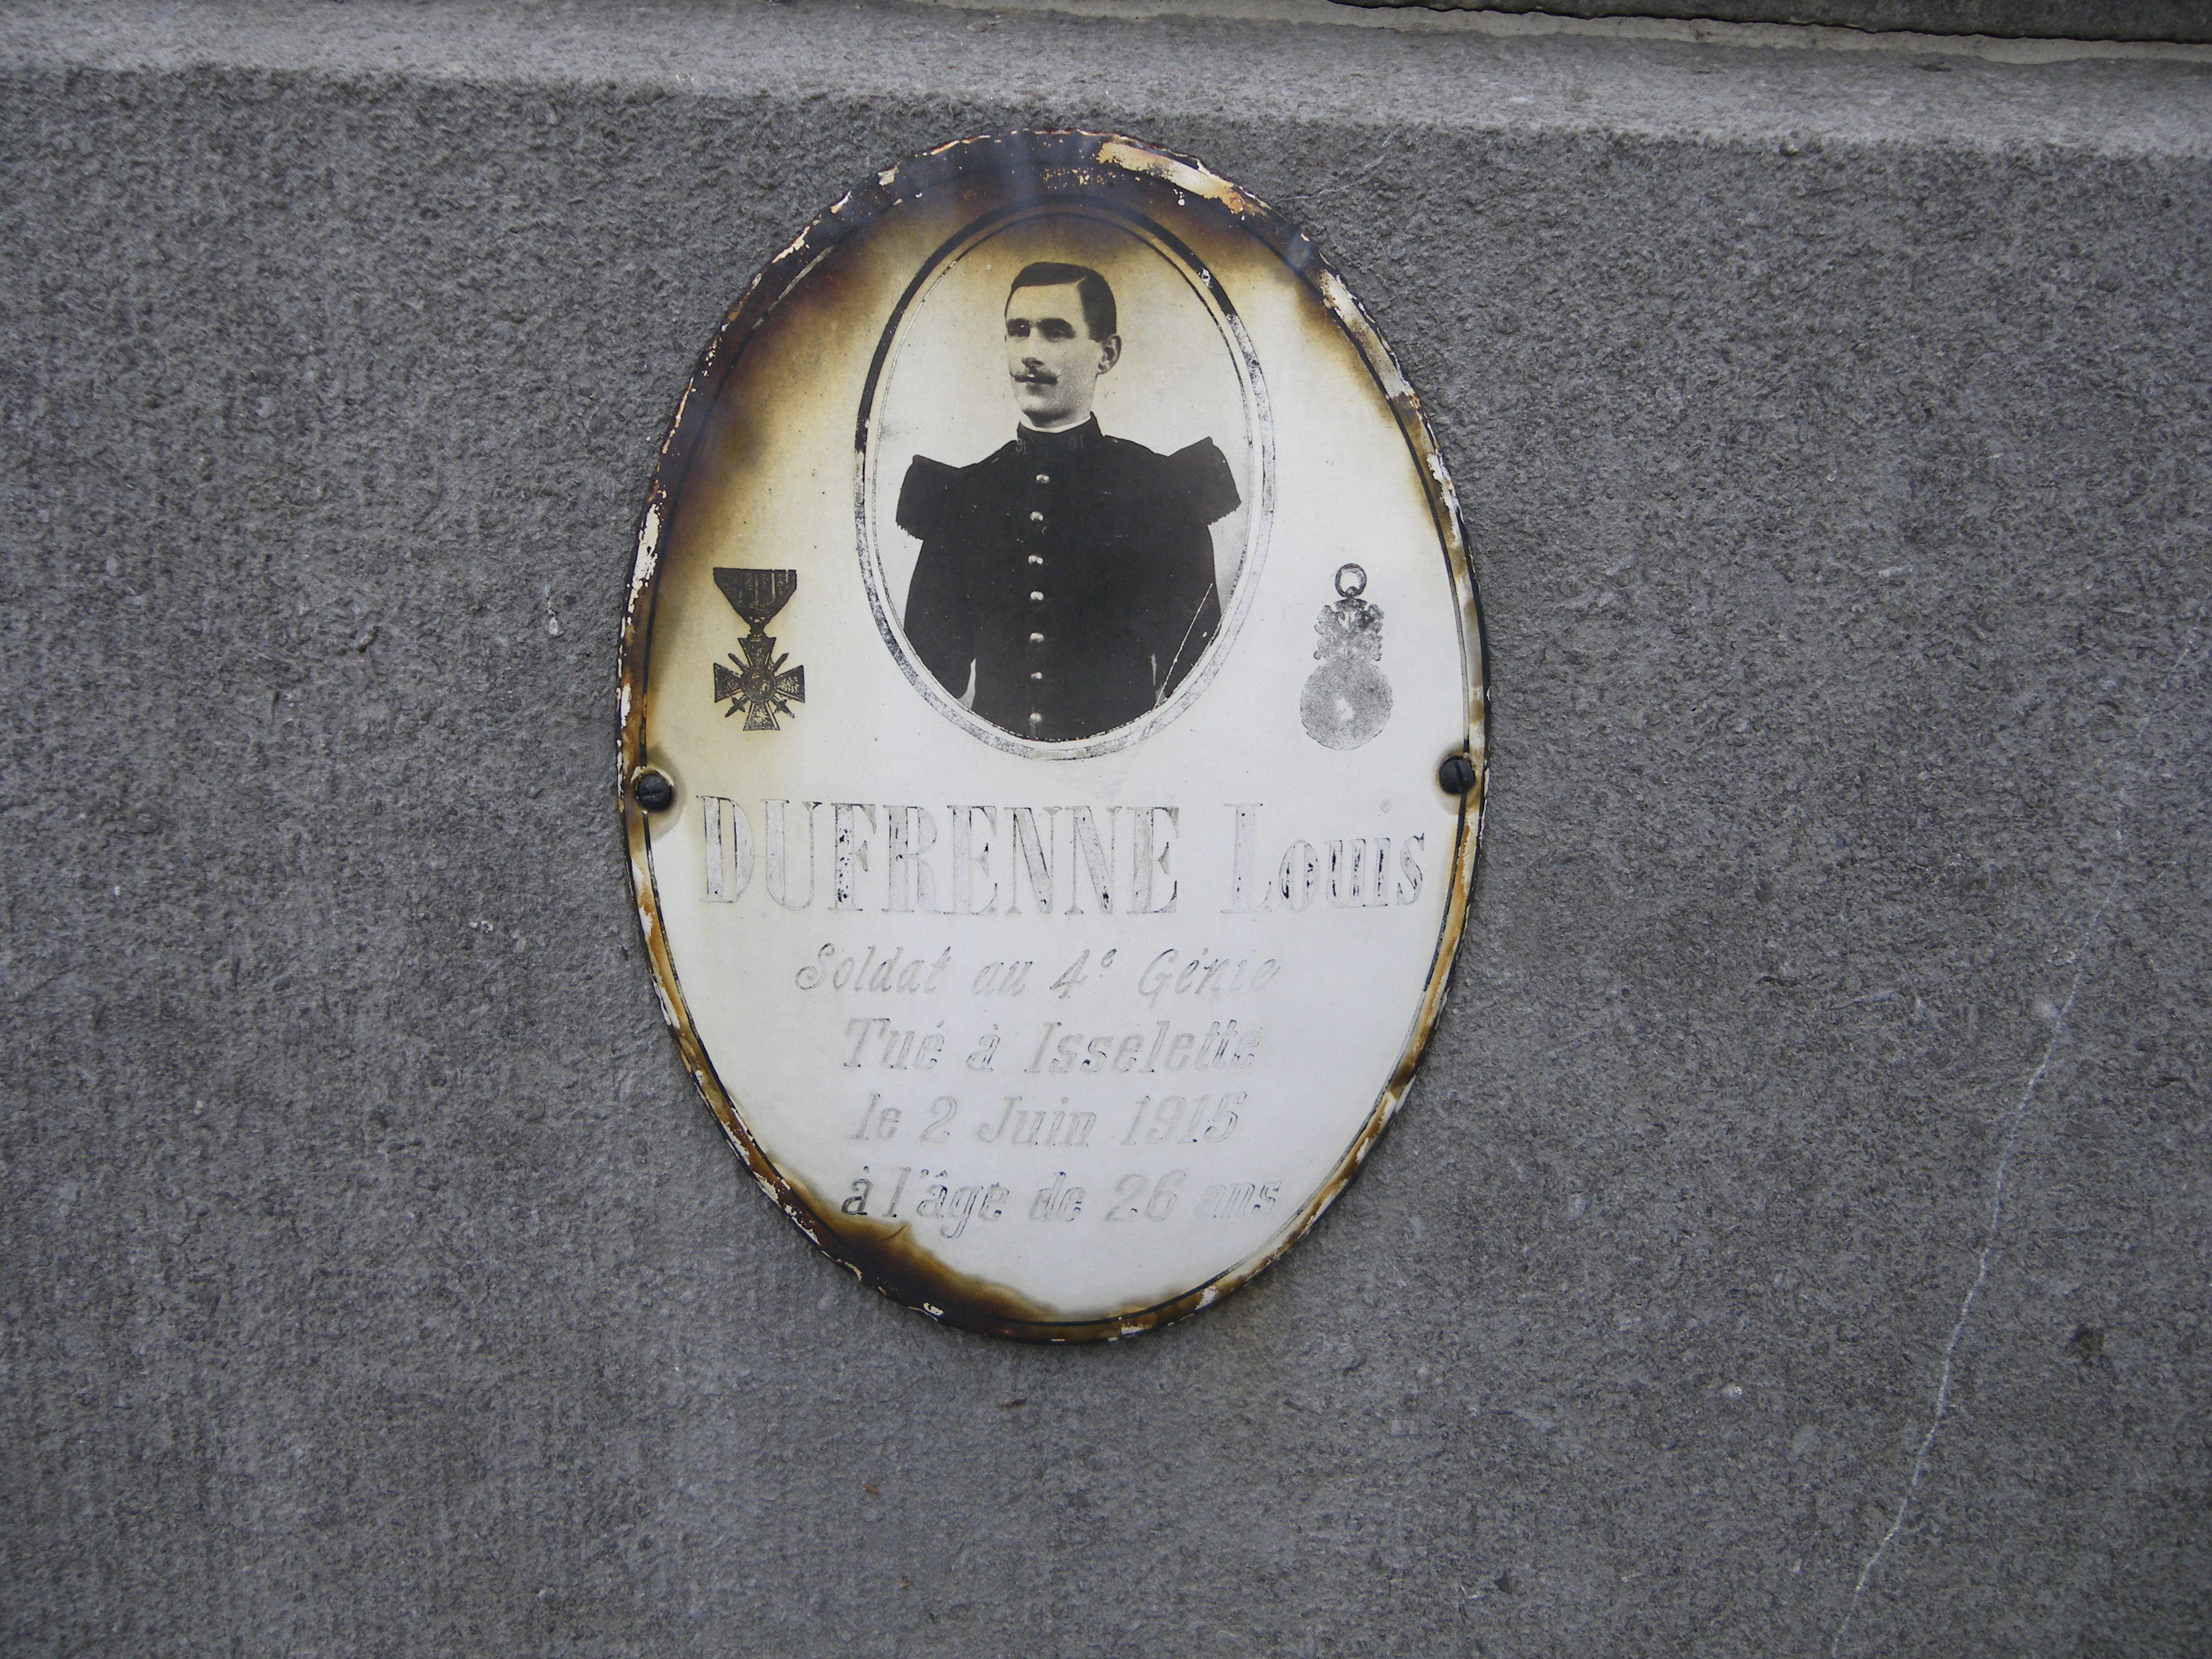 DUFRENNE Louis
Soldat au 4e Génie
Tué à Isselette
le 2 Juin 1915
à l'âge de 26 ans